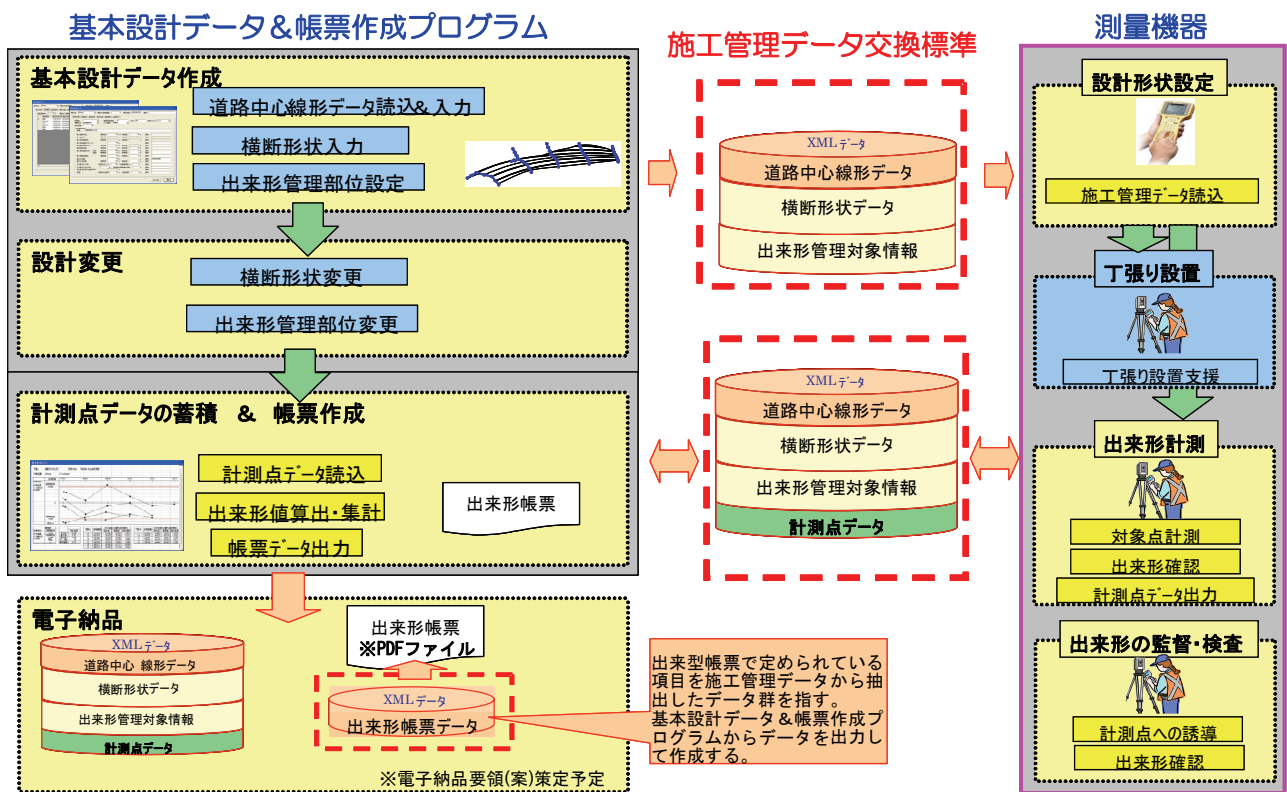 基本設計データ&帳票作成プログラム
基本設計データ作成
道路中心線形データ読込&入力
横断形状入力
出来形管理部位設定
設計変更
横断形状変更
出来形管理部位変更
計測点データの蓄積 & 帳票作成
計測点データ読込
出来形値算出・集計
帳票データ出力
出来形帳票
電子納品
XMLデータ
道路中心 線形データ
横断形状データ
出来形管理対象情報
計測点データ
出来形帳票
※PDFファイル
XMLデータ
出来形帳票データ
※電子納品要領(案)策定予定
施工管理データ交換標準
XMLデータ
道路中心線形データ
横断形状データ
出来形管理対象情報
XMLデータ
道路中心線形データ
横断形状データ
出来形管理対象情報
計測点データ
出来型帳票で定められている
項目を施工管理データから抽
出したデータ群を指す。
基本設計データ&帳票作成プ
ログラムからデータを出力し
て作成する。
測量機器
設計形状設定
施工管理データ読込
丁張り設置
丁張り設置支援
出来形計測
対象点計測
出来形確認
計測点データ出力
出来形の監督・検査
計測点への誘導
出来形確認